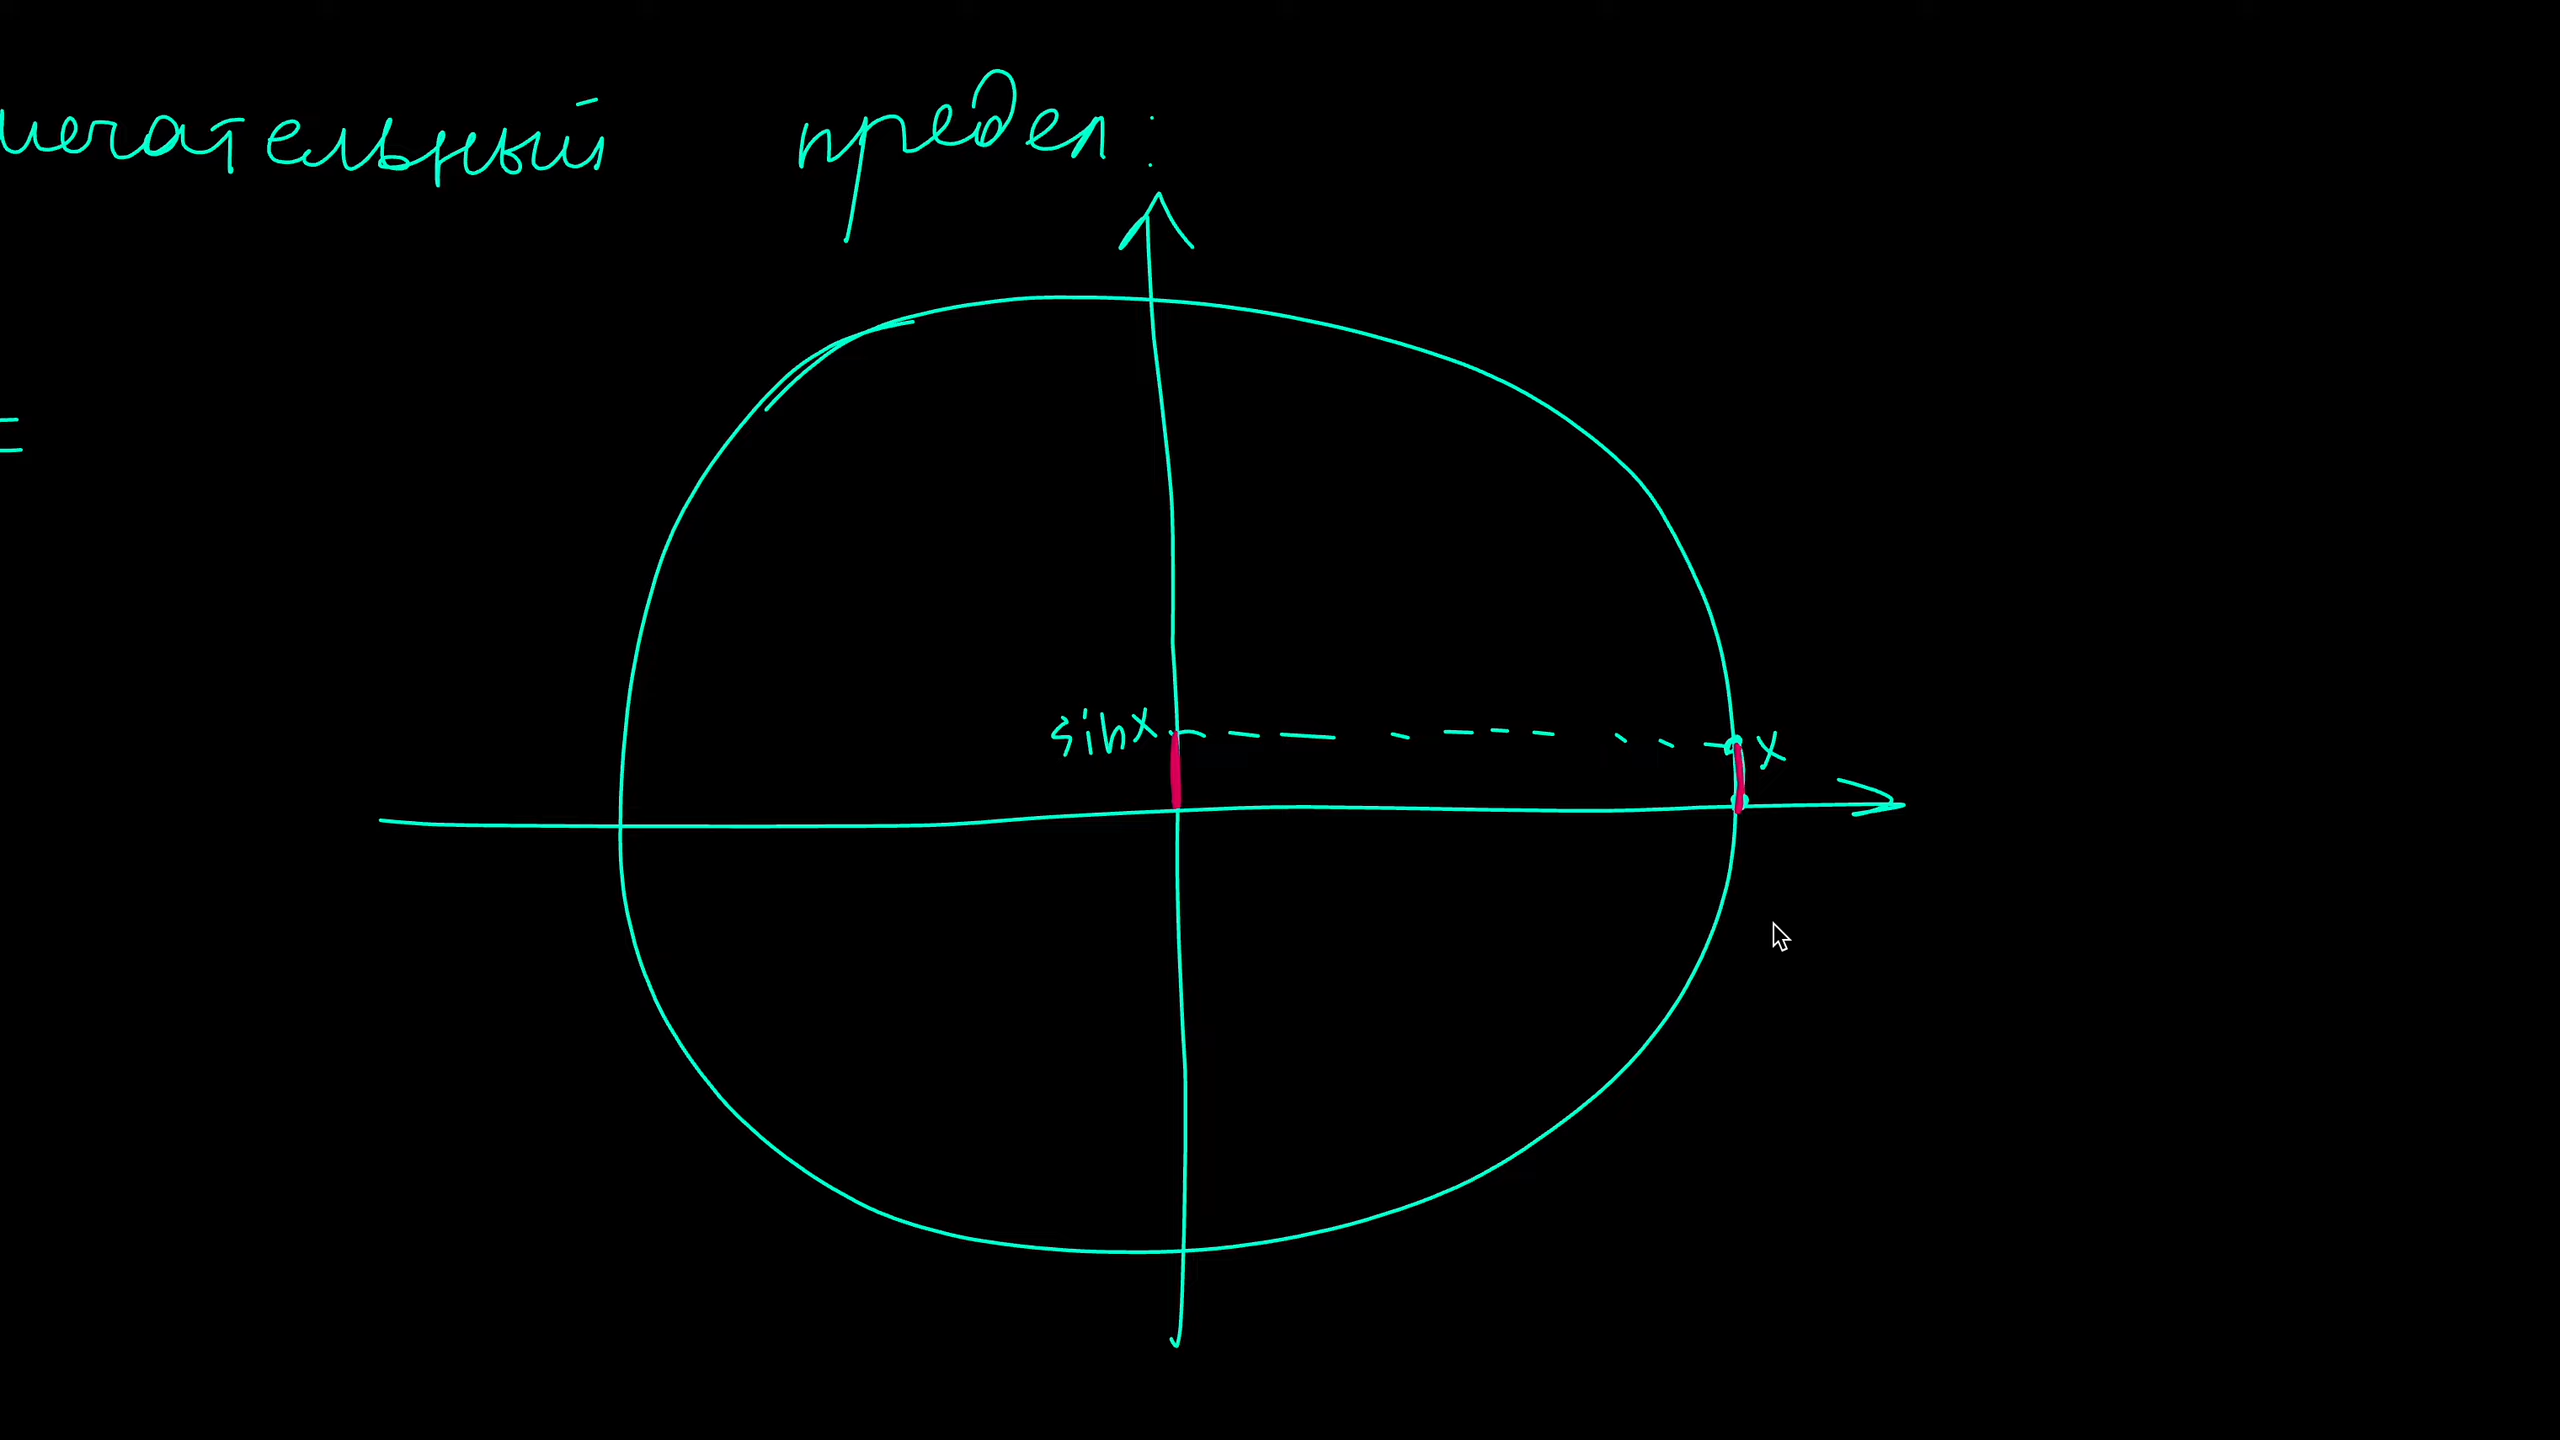 мечательный предел:
=
sinx
x